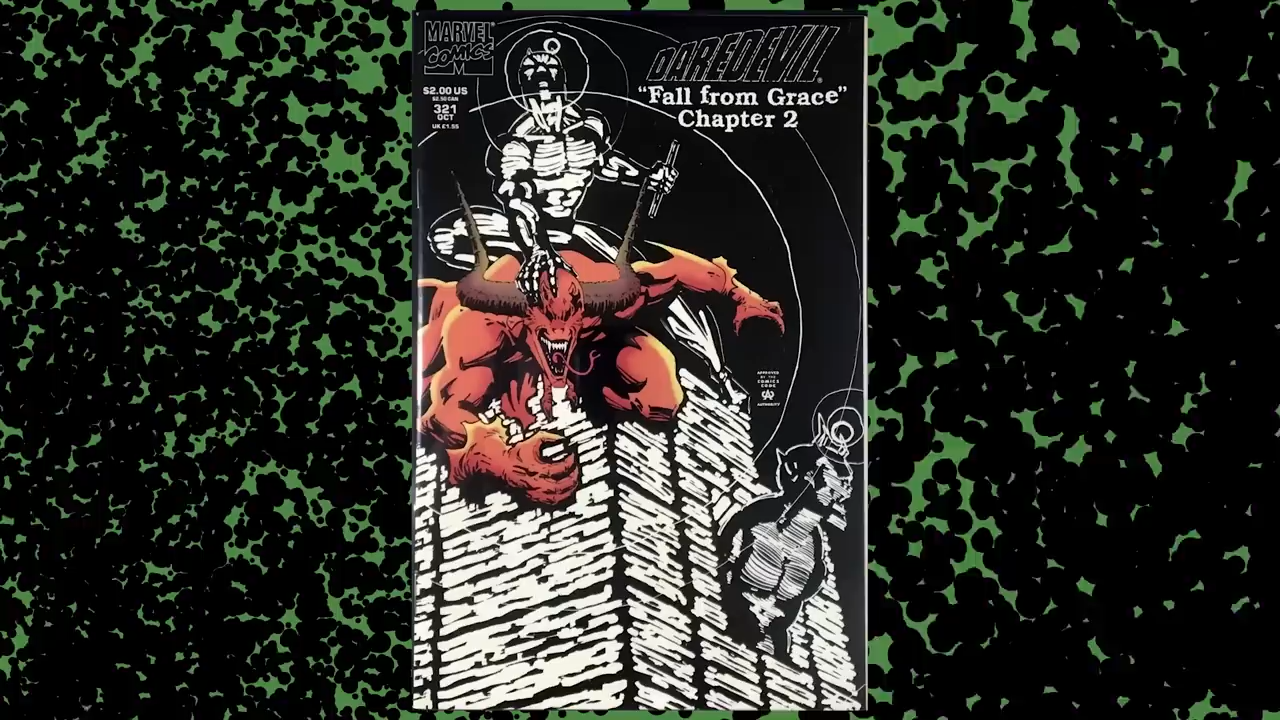 MARVEL
COMICS
M
$2.00 US
$2.50 CAN
321
OCT
UK £1.55
DAREDEVIL
"Fall from Grace"
Chapter 2
APPROVED
BY THE
COMICS
CODE
CA
AUTHORITY